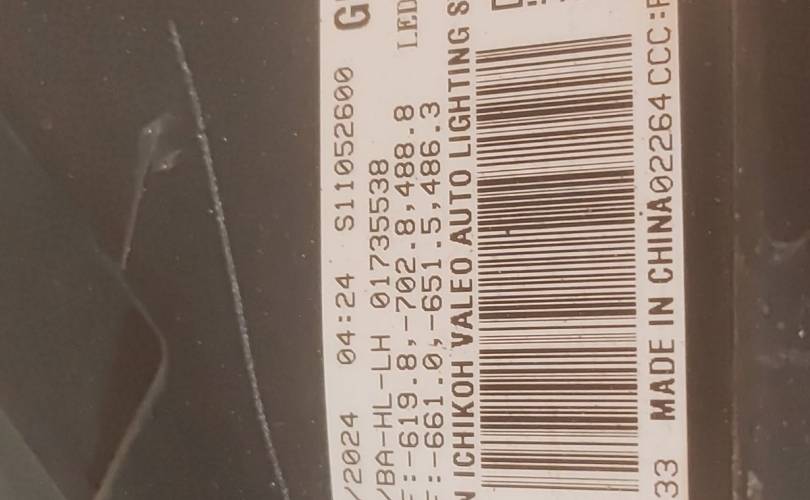 /2024 04:24 S11052600 G
/BA-HL-LH 01735538
F:-619.8,-702.8,488.8 LED
F:-661.0,-651.5,486.3
N ICHIKOH VALEO AUTO LIGHTING S
33 MADE IN CHINA02264 CCC:F